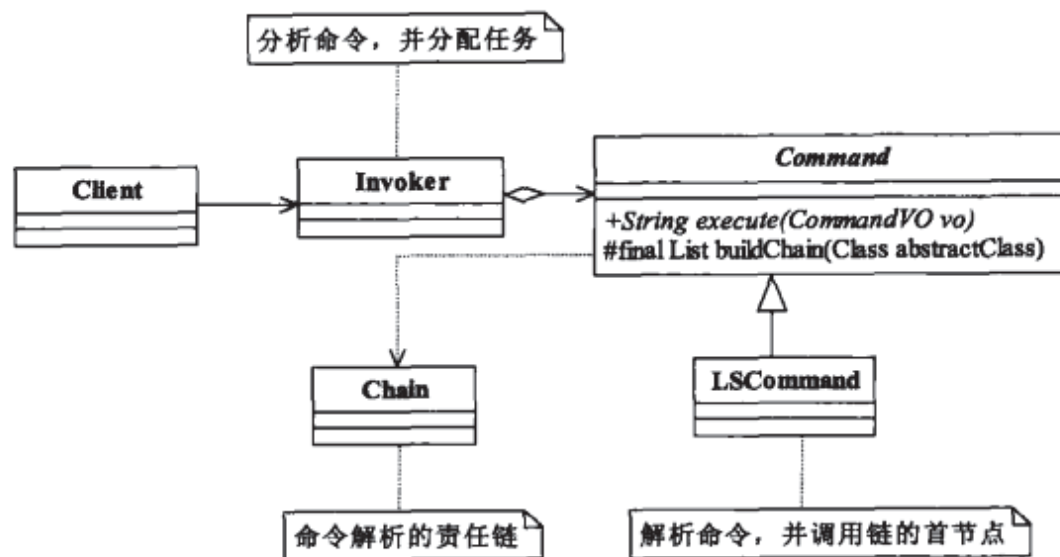 分析命令，并分配任务
Command
Client
Invoker
+String execute(CommandVO vo)
#final List buildChain(Class abstractClass)
Chain
LSCommand
命令解析的责任链
解析命令，并调用链的首节点